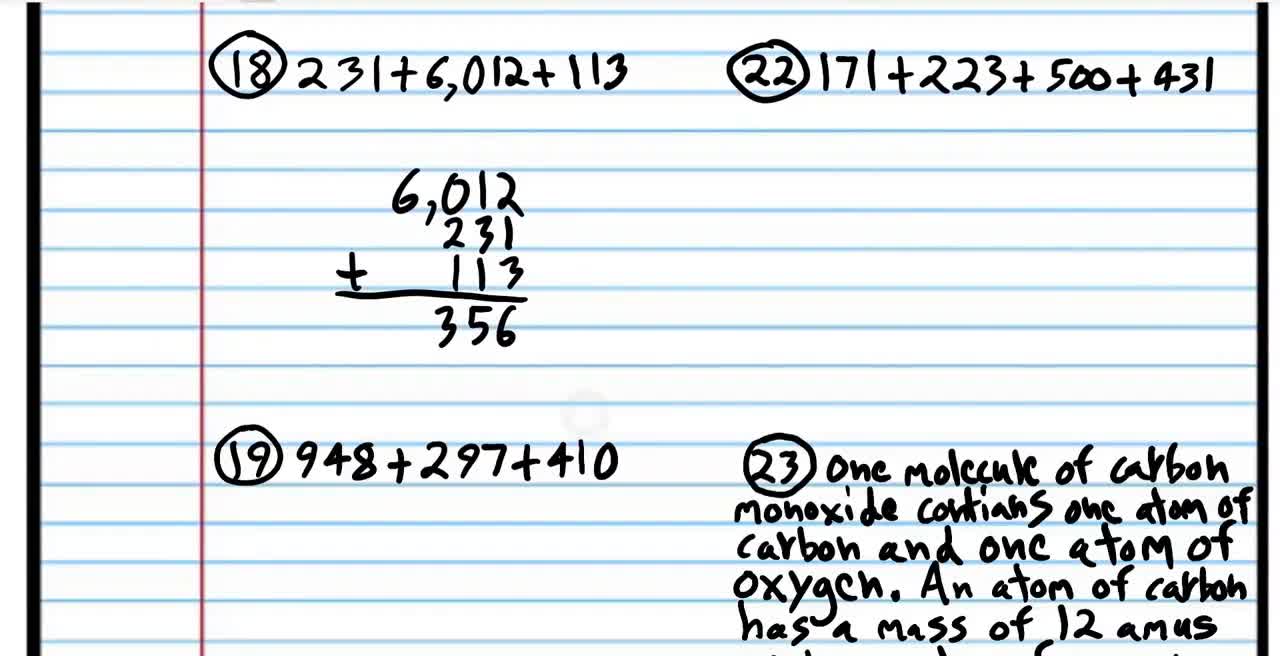 18 231+6,012+113
6,012
231
+ 113
356
19 948+297+410
22 171+223+500+431
23 One molecule of carbon
monoxide contians one atom of
carbon and one atom of
oxygen. An atom of carbon
has a mass of 12 amus